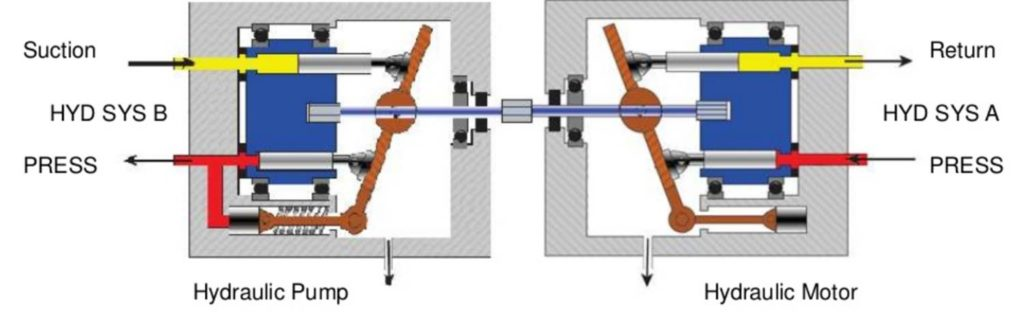 Suction
Return
HYD SYS B
HYD SYS A
PRESS
PRESS
Hydraulic Pump
Hydraulic Motor